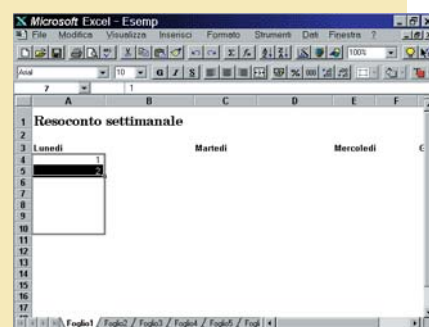 Microsoft Excel - Esemp
File Modifica Visualizza Inserisci Formato Strumenti Dati Finestra ?
100%
Arial 10 G I S
7 1
A B C D E F
1 Resoconto settimanale
2
3 Lunedì Martedì Mercoledì G
4 1
5 2
6
7
8
9
10
11
12
13
14
15
16
17
Foglio1 Foglio2 Foglio3 Foglio4 Foglio5 Fogl